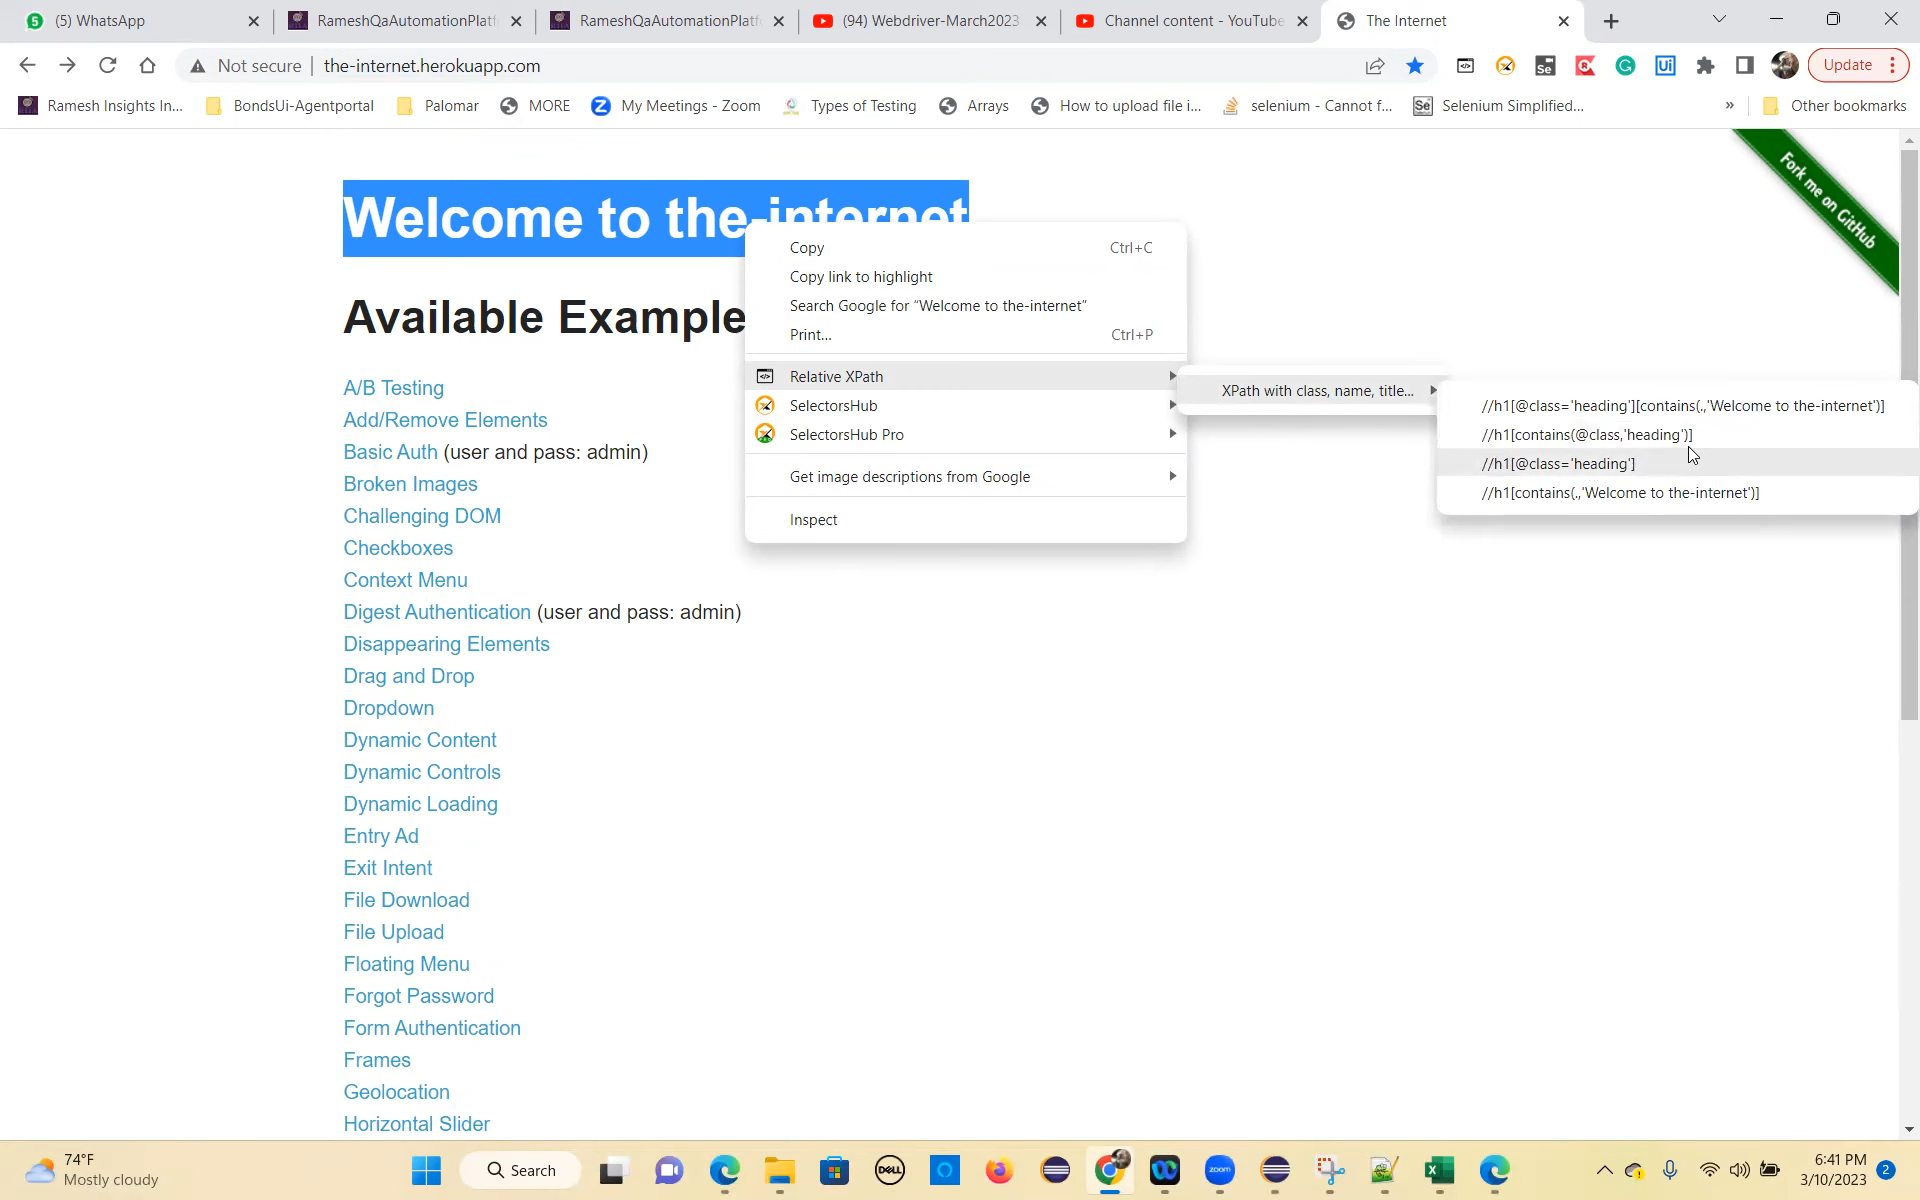 (5) WhatsApp
RameshQaAutomationPlatf
RameshQaAutomationPlatf
(94) Webdriver-March2023
Channel content - YouTube
The Internet
Not secure
the-internet.herokuapp.com
Update
Ramesh Insights In...
BondsUi-Agentportal
Palomar
MORE
My Meetings - Zoom
Types of Testing
Arrays
How to upload file i...
selenium - Cannot f...
Selenium Simplified...
»
Other bookmarks
Fork me on GitHub
Welcome to the-internet
Available Example
Copy Ctrl+C
Copy link to highlight
Search Google for “Welcome to the-internet”
Print... Ctrl+P
Relative XPath
SelectorsHub
SelectorsHub Pro
Get image descriptions from Google
Inspect
XPath with class, name, title...
//h1[@class='heading'][contains(.,'Welcome to the-internet')]
//h1[contains(@class,'heading')]
//h1[@class='heading']
//h1[contains(.,'Welcome to the-internet')]
A/B Testing
Add/Remove Elements
Basic Auth (user and pass: admin)
Broken Images
Challenging DOM
Checkboxes
Context Menu
Digest Authentication (user and pass: admin)
Disappearing Elements
Drag and Drop
Dropdown
Dynamic Content
Dynamic Controls
Dynamic Loading
Entry Ad
Exit Intent
File Download
File Upload
Floating Menu
Forgot Password
Form Authentication
Frames
Geolocation
Horizontal Slider
74°F
Mostly cloudy
Search
DELL
zoom
6:41 PM
3/10/2023
2